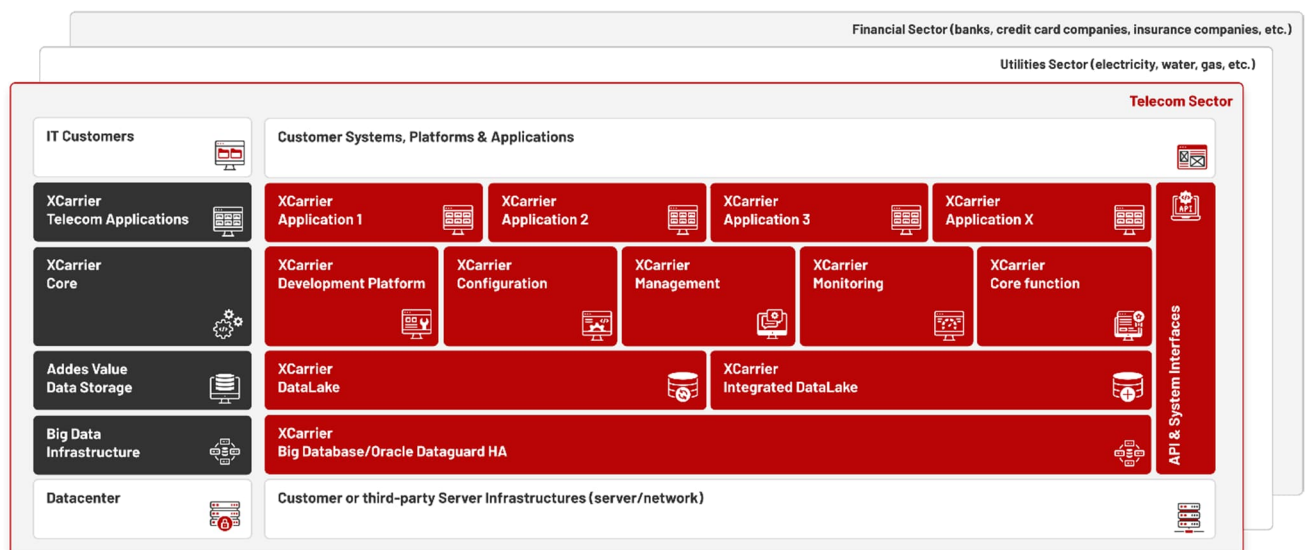 Financial Sector (banks, credit card companies, insurance companies, etc.)
Utilities Sector (electricity, water, gas, etc.)
Telecom Sector
IT Customers
Customer Systems, Platforms & Applications
XCarrier
Telecom Applications
XCarrier
Application 1
XCarrier
Application 2
XCarrier
Application 3
XCarrier
Application X
API
API & System Interfaces
XCarrier
Core
XCarrier
Development Platform
XCarrier
Configuration
XCarrier
Management
XCarrier
Monitoring
XCarrier
Core function
Addes Value
Data Storage
XCarrier
DataLake
XCarrier
Integrated DataLake
Big Data
Infrastructure
XCarrier
Big Database/Oracle Dataguard HA
Datacenter
Customer or third-party Server Infrastructures (server/network)